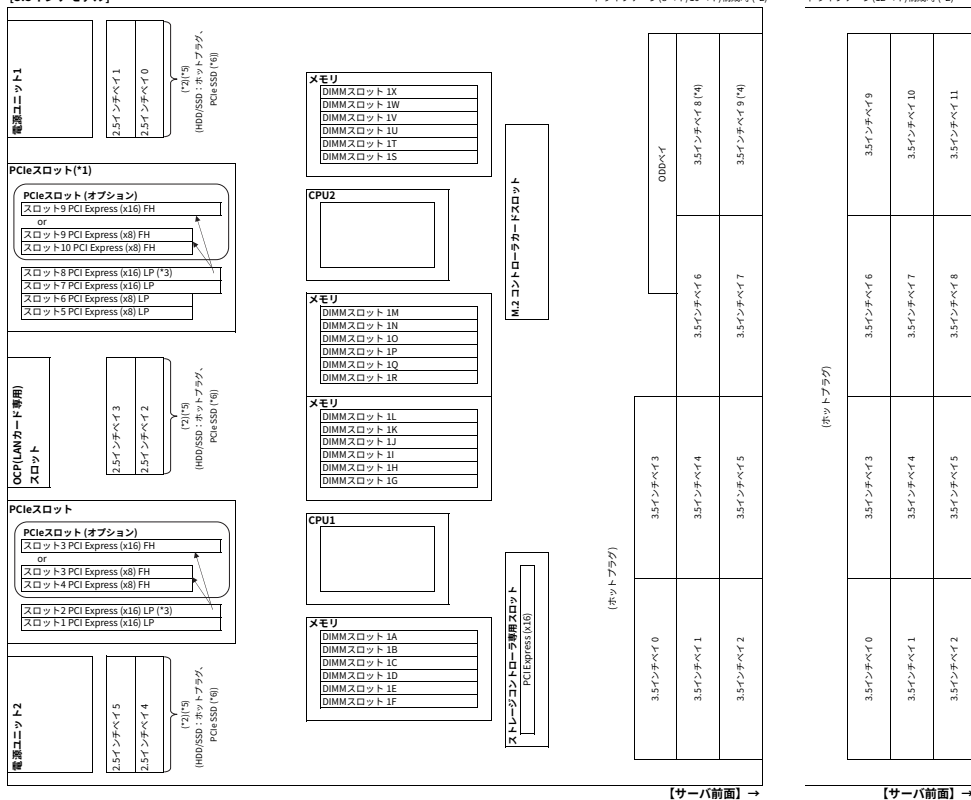 電源ユニット1
2.5インチベイ 1
2.5インチベイ 0
(*2)(*5)
(HDD/SSD：ホットプラグ、
PCIe SSD (*6))
PCIeスロット(*1)
PCIeスロット (オプション)
スロット9 PCI Express (x16) FH
or
スロット9 PCI Express (x8) FH
スロット10 PCI Express (x8) FH
スロット8 PCI Express (x16) LP (*3)
スロット7 PCI Express (x16) LP
スロット6 PCI Express (x8) LP
スロット5 PCI Express (x8) LP
OCP(LANカード専用)
スロット
2.5インチベイ 3
2.5インチベイ 2
(*2)(*5)
(HDD/SSD：ホットプラグ、
PCIe SSD (*6))
PCIeスロット
PCIeスロット (オプション)
スロット3 PCI Express (x16) FH
or
スロット3 PCI Express (x8) FH
スロット4 PCI Express (x8) FH
スロット2 PCI Express (x16) LP (*3)
スロット1 PCI Express (x16) LP
電源ユニット2
2.5インチベイ 5
2.5インチベイ 4
(*2)(*5)
(HDD/SSD：ホットプラグ、
PCIe SSD (*6))
メモリ
DIMMスロット 1X
DIMMスロット 1W
DIMMスロット 1V
DIMMスロット 1U
DIMMスロット 1T
DIMMスロット 1S
CPU2
メモリ
DIMMスロット 1M
DIMMスロット 1N
DIMMスロット 1O
DIMMスロット 1P
DIMMスロット 1Q
DIMMスロット 1R
メモリ
DIMMスロット 1L
DIMMスロット 1K
DIMMスロット 1J
DIMMスロット 1I
DIMMスロット 1H
DIMMスロット 1G
CPU1
メモリ
DIMMスロット 1A
DIMMスロット 1B
DIMMスロット 1C
DIMMスロット 1D
DIMMスロット 1E
DIMMスロット 1F
M.2 コントローラカードスロット
ストレージコントローラ専用スロット
PCI Express (x16)
ODDベイ
3.5インチベイ 8 (*4)
3.5インチベイ 9 (*4)
3.5インチベイ 6
3.5インチベイ 7
3.5インチベイ 3
3.5インチベイ 4
3.5インチベイ 5
(ホットプラグ)
3.5インチベイ 0
3.5インチベイ 1
3.5インチベイ 2
【サーバ前面】→
3.5インチベイ 9
3.5インチベイ 10
3.5インチベイ 11
3.5インチベイ 6
3.5インチベイ 7
3.5インチベイ 8
(ホットプラグ)
3.5インチベイ 3
3.5インチベイ 4
3.5インチベイ 5
3.5インチベイ 0
3.5インチベイ 1
3.5インチベイ 2
【サーバ前面】→